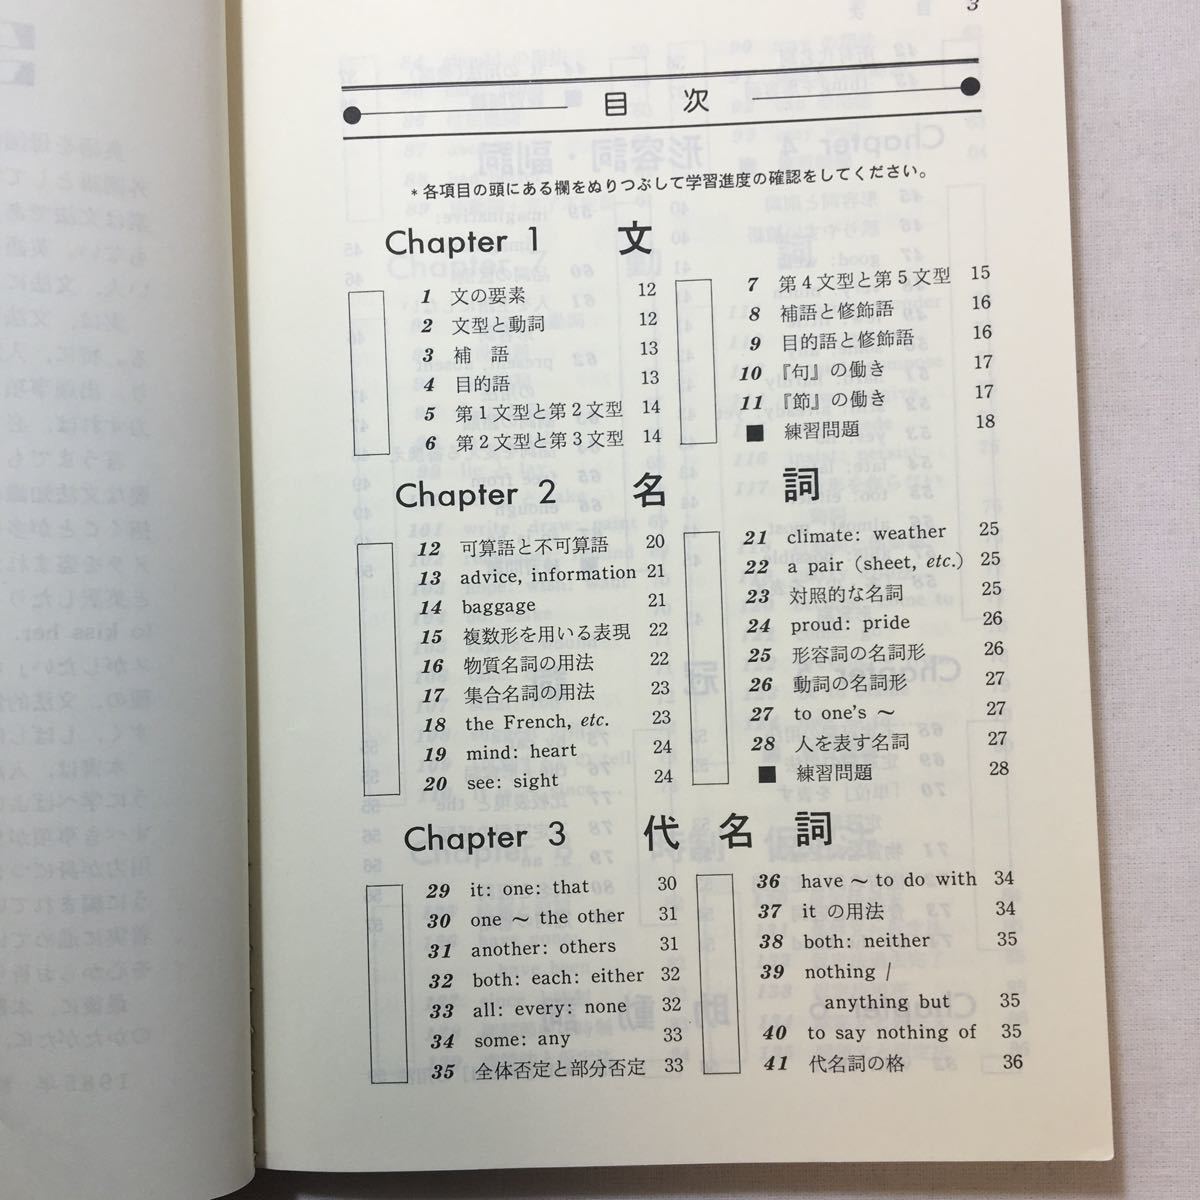 3
目 次
* 各項目の頭にある欄をぬりつぶして学習進度の確認をしてください。
Chapter 1 文
1 文の要素 12
2 文型と動詞 12
3 補 語 13
4 目的語 13
5 第1文型と第2文型 14
6 第2文型と第3文型 14
7 第4文型と第5文型 15
8 補語と修飾語 16
9 目的語と修飾語 16
10 『句』の働き 17
11 『節』の働き 17
■ 練習問題 18
Chapter 2 名 詞
12 可算語と不可算語 20
13 advice, information 21
14 baggage 21
15 複数形を用いる表現 22
16 物質名詞の用法 22
17 集合名詞の用法 23
18 the French, etc. 23
19 mind: heart 24
20 see: sight 24
21 climate: weather 25
22 a pair (sheet, etc.) 25
23 対照的な名詞 25
24 proud: pride 26
25 形容詞の名詞形 26
26 動詞の名詞形 27
27 to one's ～ 27
28 人を表す名詞 27
■ 練習問題 28
Chapter 3 代 名 詞
29 it: one: that 30
30 one ～ the other 31
31 another: others 31
32 both: each: either 32
33 all: every: none 32
34 some: any 33
35 全体否定と部分否定 33
36 have ～ to do with 34
37 it の用法 34
38 both: neither 35
39 nothing /
anything but 35
40 to say nothing of 35
41 代名詞の格 36